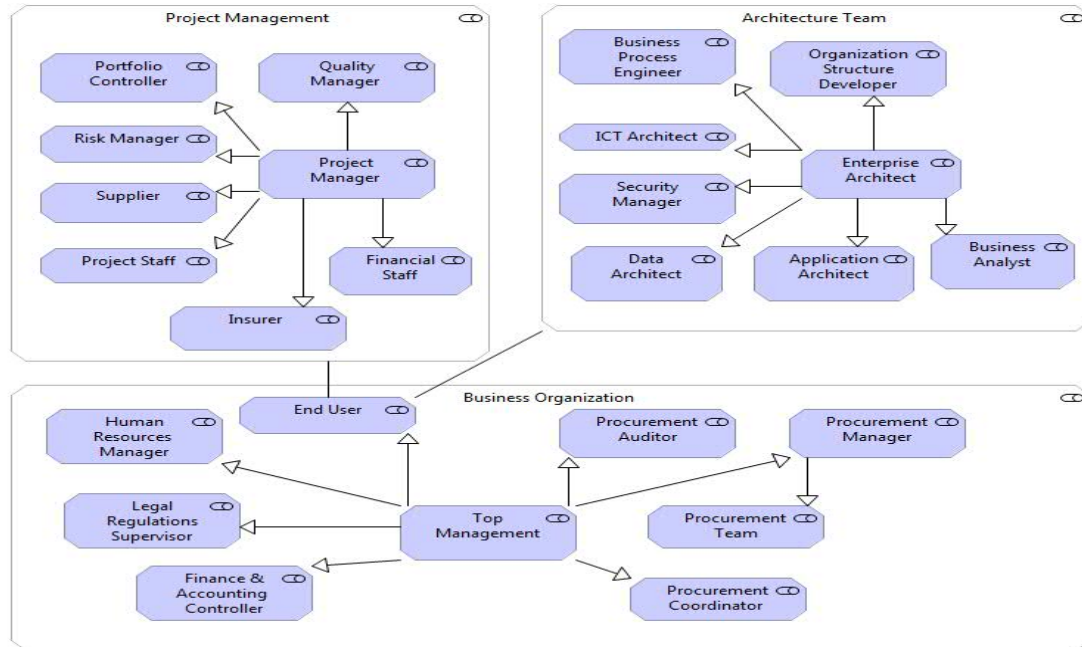 Project Management
Portfolio
Controller
Quality
Manager
Risk Manager
Project
Manager
Supplier
Project Staff
Financial
Staff
Insurer
Architecture Team
Business
Process
Engineer
Organization
Structure
Developer
ICT Architect
Enterprise
Architect
Security
Manager
Data
Architect
Application
Architect
Business
Analyst
Business Organization
End User
Human
Resources
Manager
Procurement
Auditor
Procurement
Manager
Legal
Regulations
Supervisor
Top
Management
Procurement
Team
Finance &
Accounting
Controller
Procurement
Coordinator